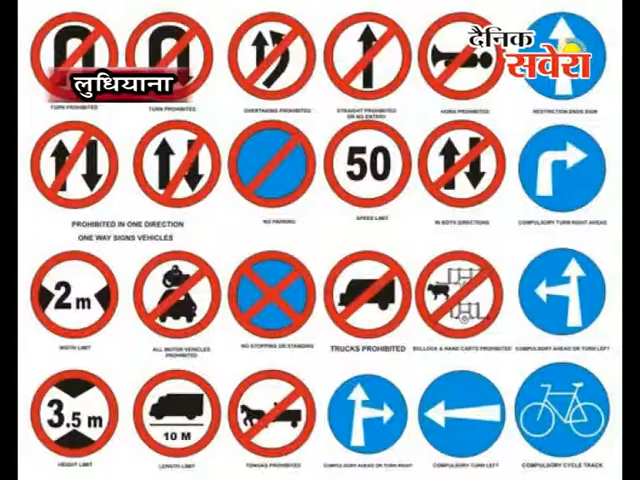 दैनिक
सवेरा
लुधियाना
TURN PROHIBITED
TURN PROHIBITED
OVERTAKING PROHIBITED
STRAIGHT PROHIBITED
OR NO ENTERY
HORN PROHIBITED
RESTRICTION ENDS SIGN
50
PROHIBITED IN ONE DIRECTION
ONE WAY SIGNS VEHICLES
NO PARKING
SPEED LIMIT
IN BOTH DIRECTIONS
COMPULSORY TURN RIGHT AHEAD
2 m
WIDTH LIMIT
ALL MOTOR VEHICLES
PROHIBITED
NO STOPPING OR STANDING
TRUCKS PROHIBITED
BULLOCK & HAND CARTS PROHIBITED
COMPULSORY AHEAD OR TURN LEFT
3.5 m
10 M
HEIGHT LIMIT
LENGTH LIMIT
TONGAS PROHIBITED
COMPULSORY AHEAD OR TURN RIGHT
COMPULSORY TURN LEFT
COMPULSORY CYCLE TRACK